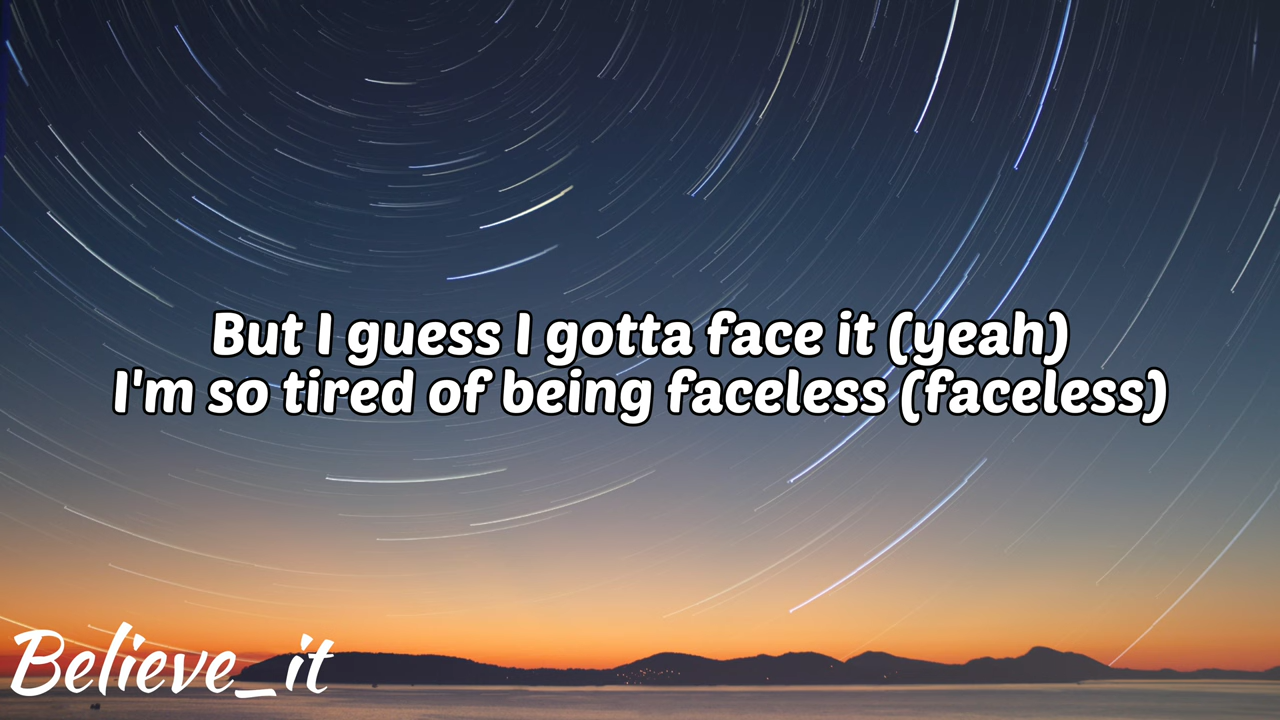 But I guess I gotta face it (yeah)
I'm so tired of being faceless (faceless)
Believe_it